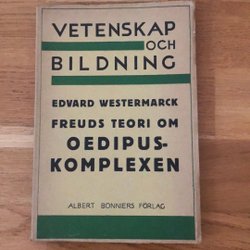 VETENSKAP
OCH
BILDNING
EDVARD WESTERMARCK
FREUDS TEORI OM
OEDIPUS-
KOMPLEXEN
ALBERT BONNIERS FÖRLAG